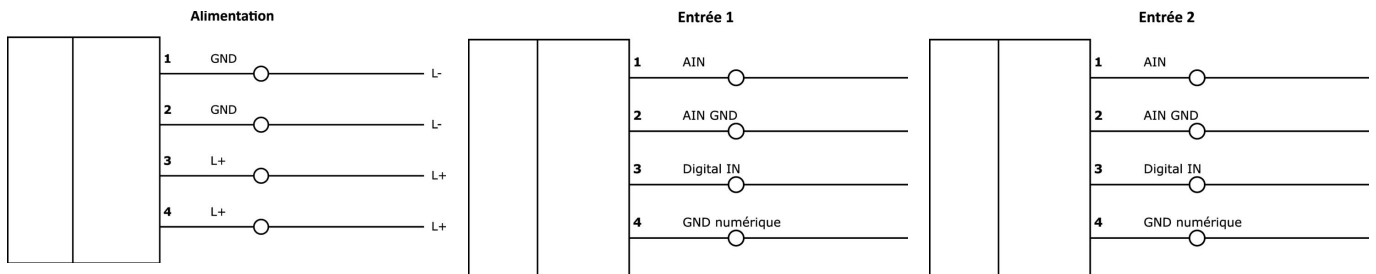 Alimentation
1 GND L-
2 GND L-
3 L+ L+
4 L+ L+
Entrée 1
1 AIN
2 AIN GND
3 Digital IN
4 GND numérique
Entrée 2
1 AIN
2 AIN GND
3 Digital IN
4 GND numérique